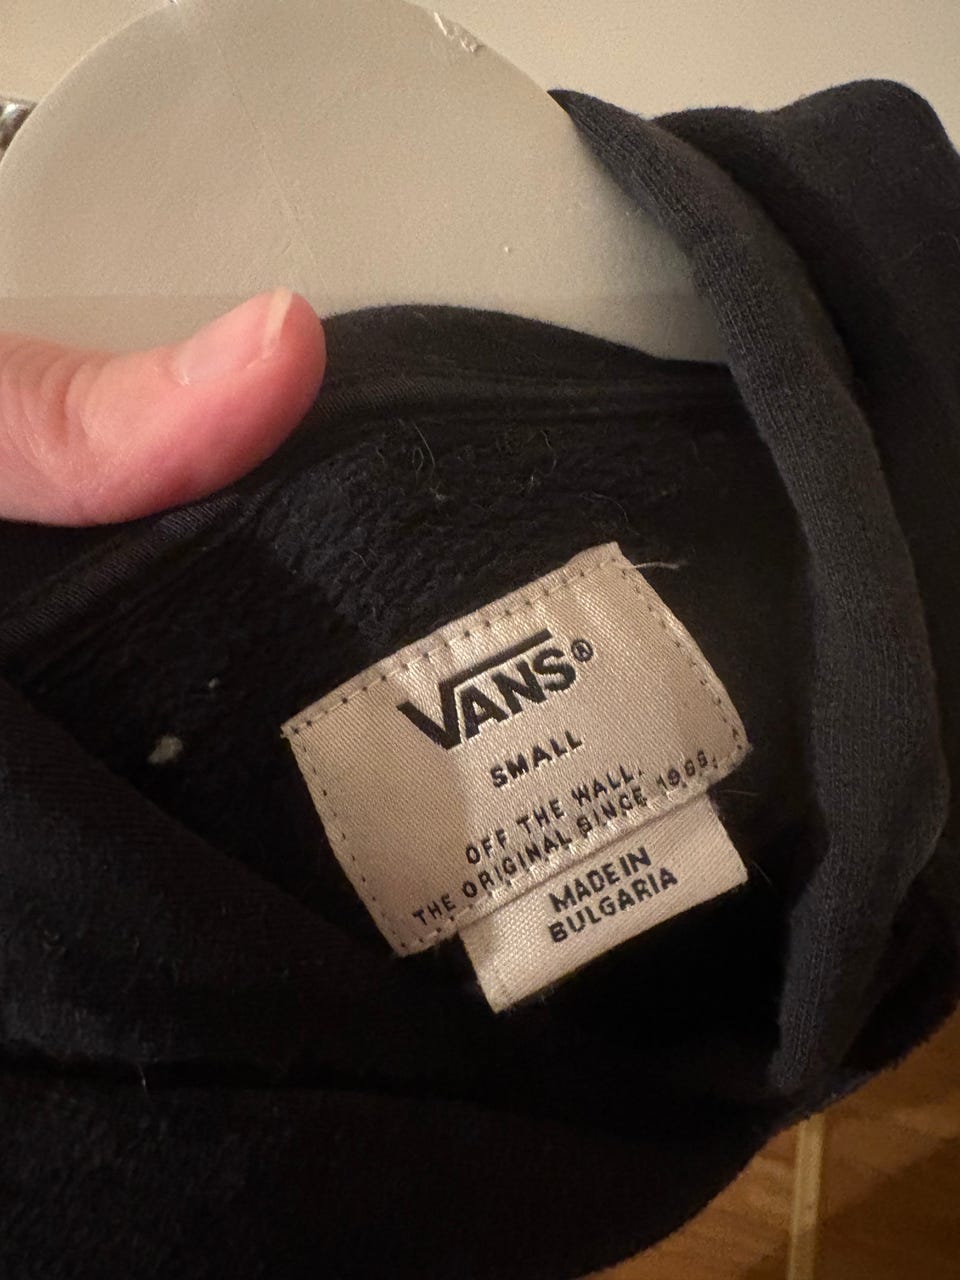 VANS®
SMALL
OFF THE WALL.
THE ORIGINAL SINCE 1966.
MADE IN
BULGARIA